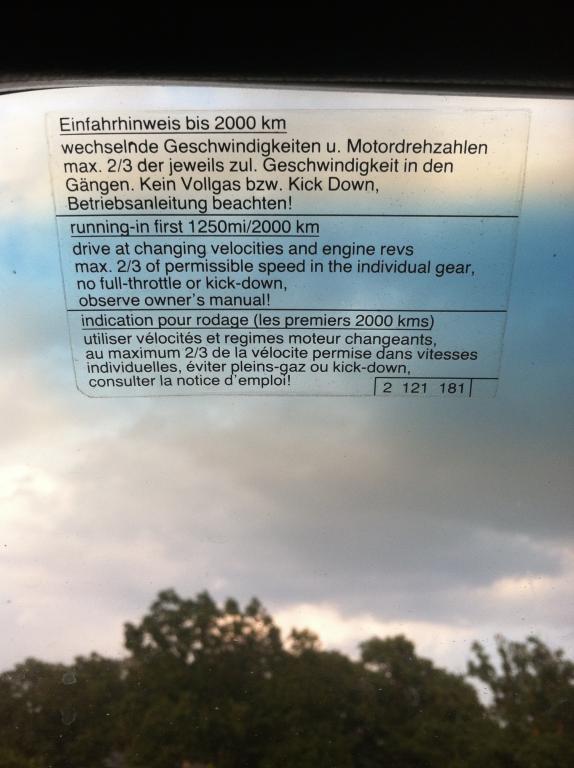 Einfahrhinweis bis 2000 km
wechselnde Geschwindigkeiten u. Motordrehzahlen
max. 2/3 der jeweils zul. Geschwindigkeit in den
Gängen. Kein Vollgas bzw. Kick Down,
Betriebsanleitung beachten!
running-in first 1250mi/2000 km
drive at changing velocities and engine revs
max. 2/3 of permissible speed in the individual gear,
no full-throttle or kick-down,
observe owner's manual!
indication pour rodage (les premiers 2000 kms)
utiliser vélocités et regimes moteur changeants,
au maximum 2/3 de la vélocite permise dans vitesses
individuelles, éviter pleins-gaz ou kick-down,
consulter la notice d'emploi!
2 121 181